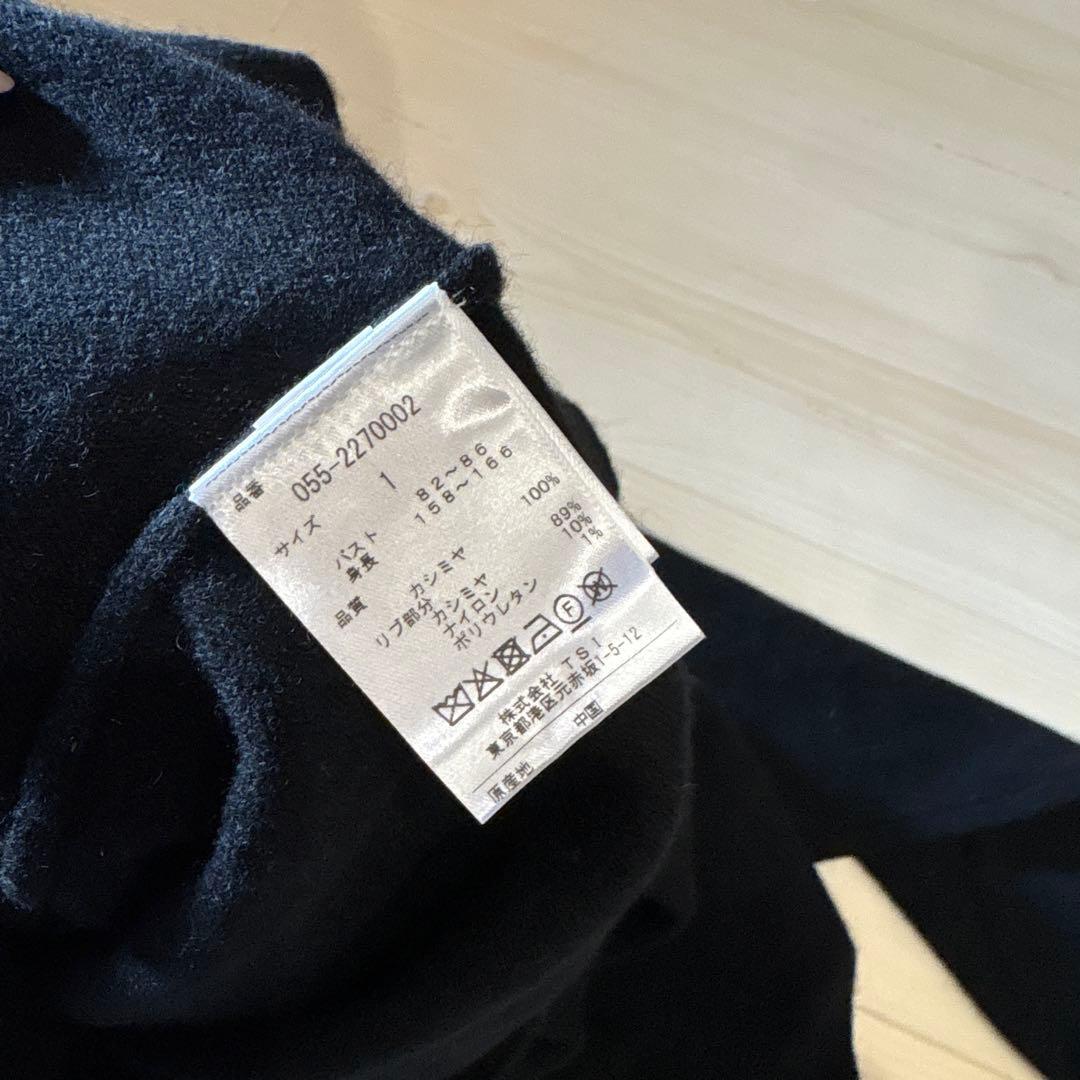 品番 055-2270002
サイズ 1
バスト 82〜86
身長 158〜166
品質 カシミヤ 100%
リブ部分
カシミヤ 89%
ナイロン 10%
ポリウレタン 1%
F W
株式会社 TSI
東京都港区元赤坂1-5-12
原産地 中国